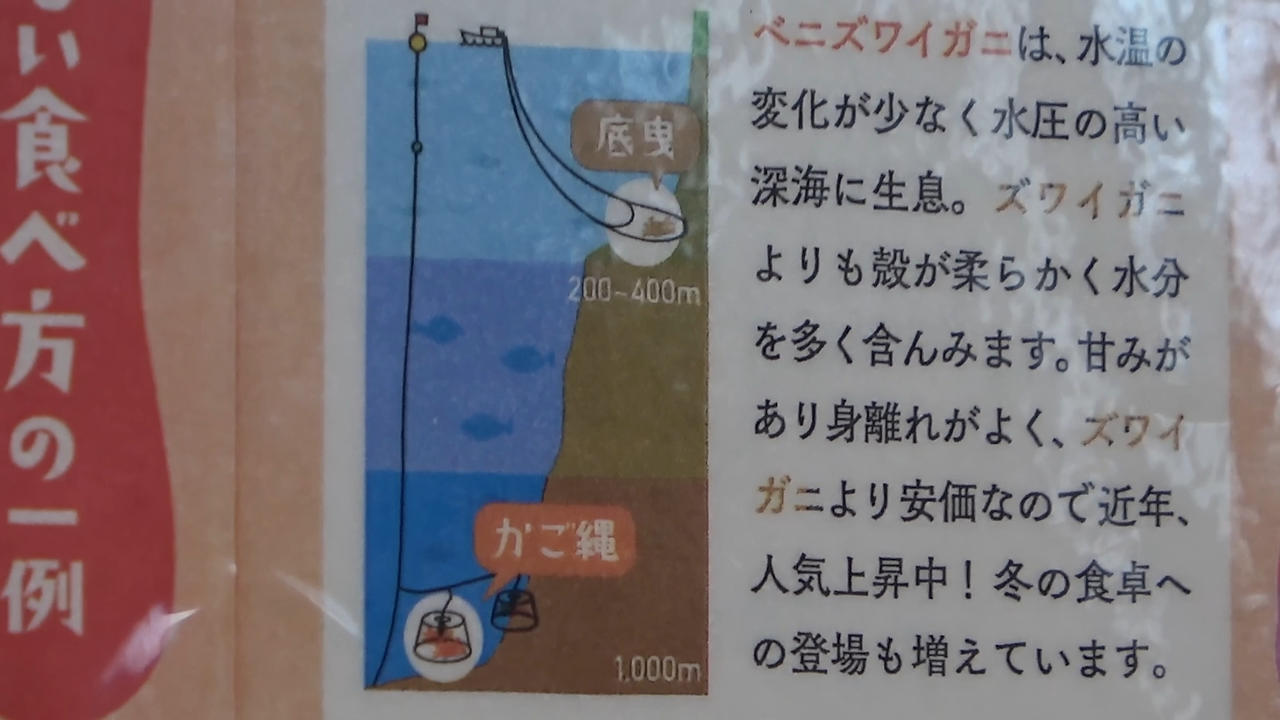 い食べ方の一例
底曳
200~400m
かご縄
1,000m
ベニズワイガニは、水温の
変化が少なく水圧の高い
深海に生息。ズワイガニ
よりも殻が柔らかく水分
を多く含んみます。甘みが
あり身離れがよく、ズワイ
ガニより安価なので近年、
人気上昇中！冬の食卓へ
の登場も増えています。